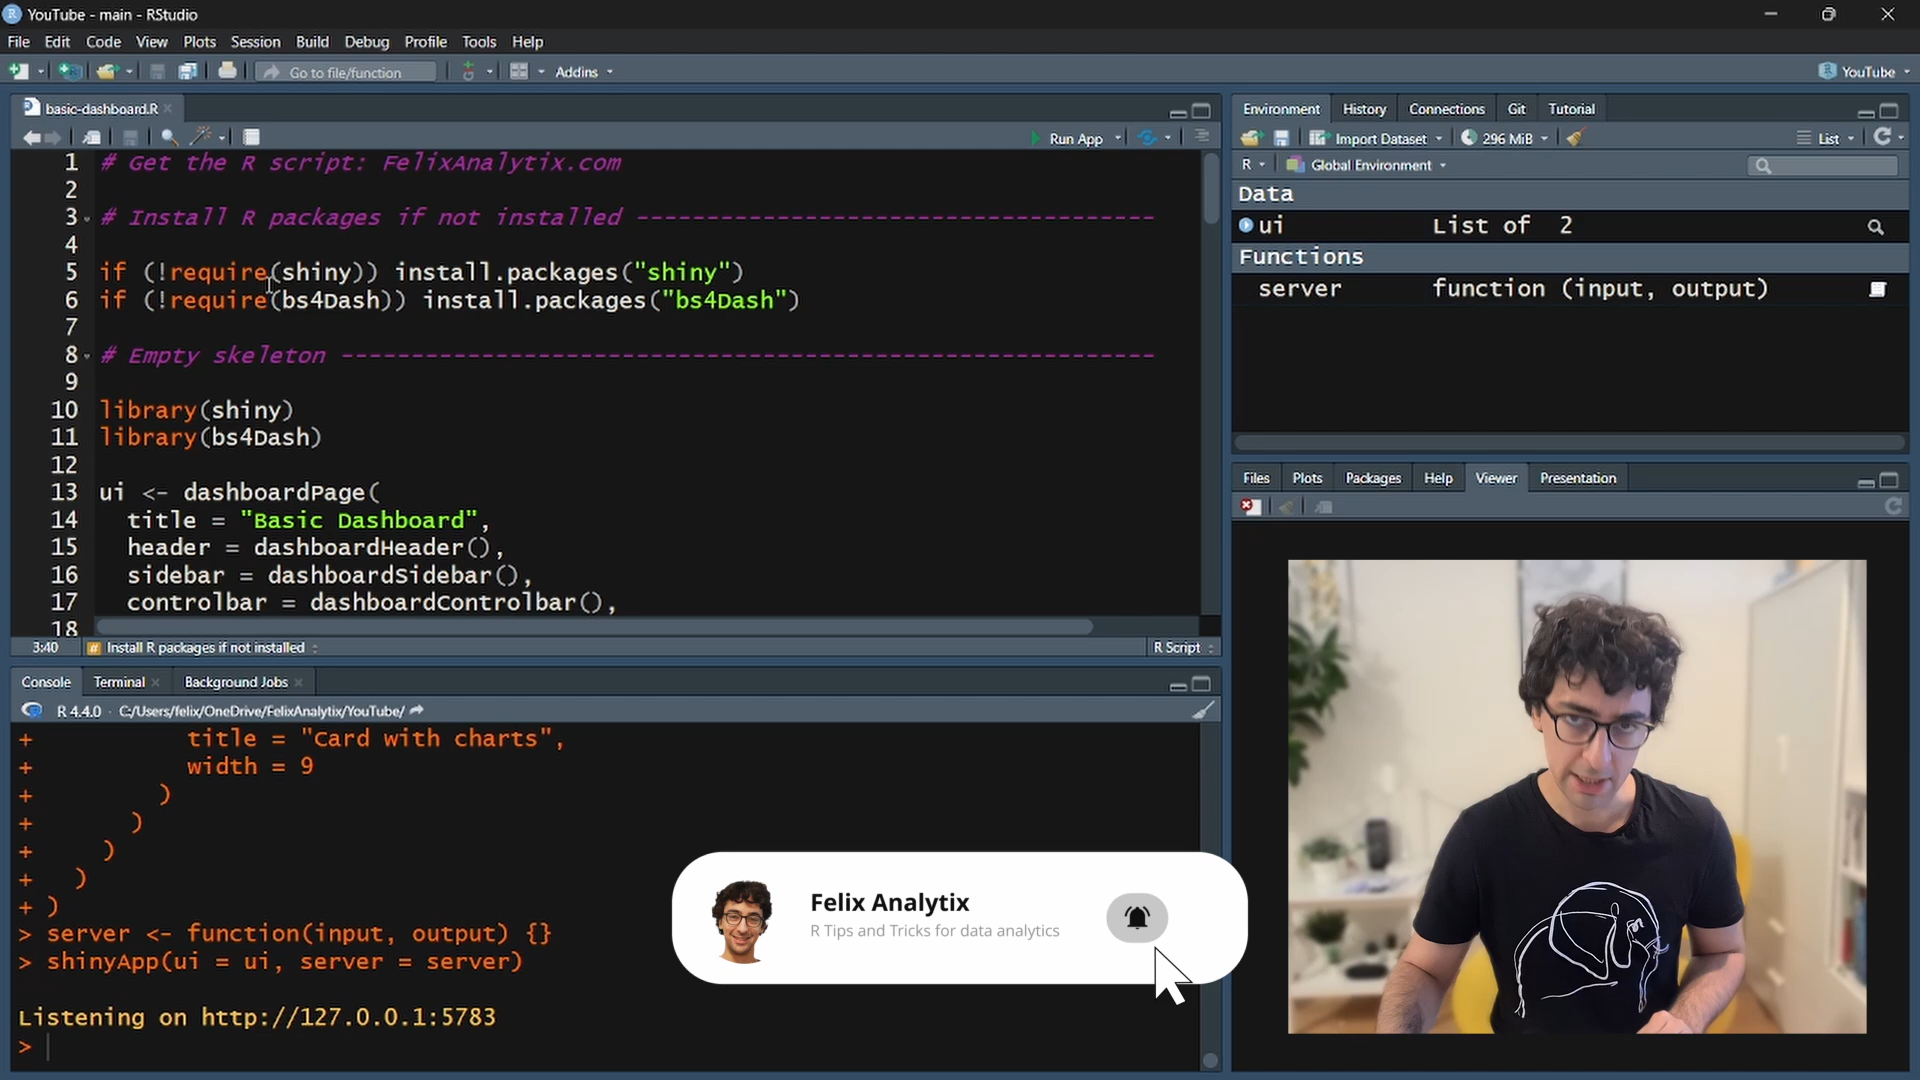 YouTube - main - RStudio
File Edit Code View Plots Session Build Debug Profile Tools Help
Go to file/function Addins YouTube
basic-dashboard.R
Run App
1 # Get the R script: FelixAnalytix.com
2
3 # Install R packages if not installed -------------------------------------
4
5 if (!require(shiny)) install.packages("shiny")
6 if (!require(bs4Dash)) install.packages("bs4Dash")
7
8 # Empty skeleton ----------------------------------------------------------
9
10 library(shiny)
11 library(bs4Dash)
12
13 ui <- dashboardPage(
14 title = "Basic Dashboard",
15 header = dashboardHeader(),
16 sidebar = dashboardSidebar(),
17 controlbar = dashboardControlbar(),
18
3:40 # Install R packages if not installed R Script
Console Terminal Background Jobs
R 4.4.0 · C:/Users/felix/OneDrive/FelixAnalytix/YouTube/
+ title = "Card with charts",
+ width = 9
+ )
+ )
+ )
+ )
+ )
> server <- function(input, output) {}
> shinyApp(ui = ui, server = server)
Listening on http://127.0.0.1:5783
>
Environment History Connections Git Tutorial
Import Dataset 296 MiB List
R Global Environment
Data
ui List of 2
Functions
server function (input, output)
Files Plots Packages Help Viewer Presentation
Felix Analytix
R Tips and Tricks for data analytics